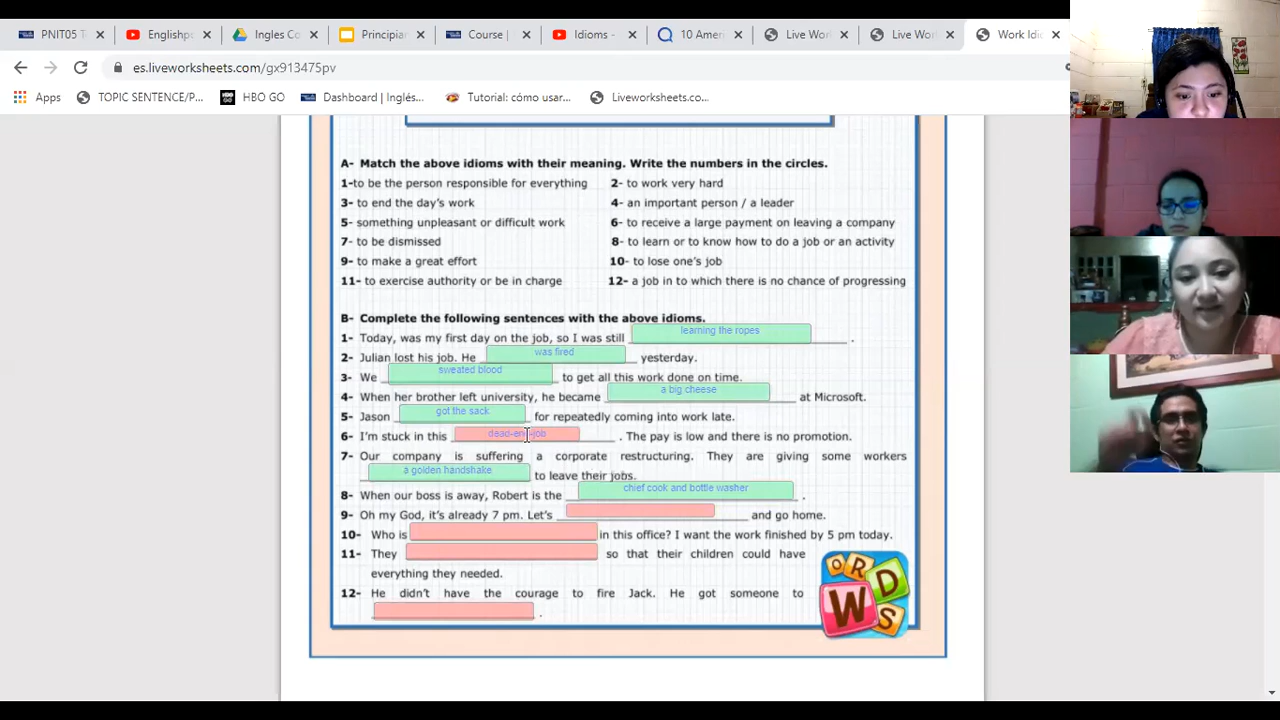 PNIT05 T
Englishp
Ingles Co
Principian
Course
Idioms -
10 Ameri
Live Wor
Live Wor
Work Idio
es.liveworksheets.com/gx913475pv
Apps
TOPIC SENTENCE/P...
HBO GO
Dashboard | Inglés...
Tutorial: cómo usar...
Liveworksheets.co...
A- Match the above idioms with their meaning. Write the numbers in the circles.
1-to be the person responsible for everything 2- to work very hard
3- to end the day's work 4- an important person / a leader
5- something unpleasant or difficult work 6- to receive a large payment on leaving a company
7- to be dismissed 8- to learn or to know how to do a job or an activity
9- to make a great effort 10- to lose one's job
11- to exercise authority or be in charge 12- a job in to which there is no chance of progressing
B- Complete the following sentences with the above idioms.
1- Today, was my first day on the job, so I was still learning the ropes .
2- Julian lost his job. He was fired yesterday.
3- We sweated blood to get all this work done on time.
4- When her brother left university, he became a big cheese at Microsoft.
5- Jason got the sack for repeatedly coming into work late.
6- I'm stuck in this dead-end-job . The pay is low and there is no promotion.
7- Our company is suffering a corporate restructuring. They are giving some workers
a golden handshake to leave their jobs.
8- When our boss is away, Robert is the chief cook and bottle washer .
9- Oh my God, it's already 7 pm. Let's and go home.
10- Who is in this office? I want the work finished by 5 pm today.
11- They so that their children could have
everything they needed.
12- He didn't have the courage to fire Jack. He got someone to
.
O R D
W S